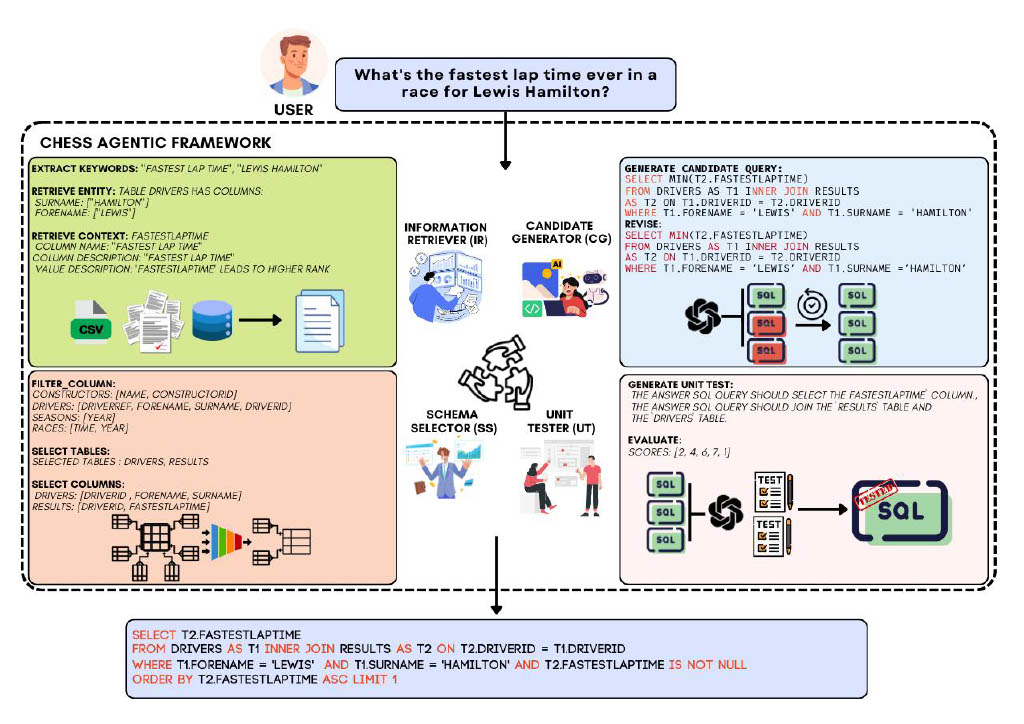 What's the fastest lap time ever in a
race for Lewis Hamilton?
USER
CHESS AGENTIC FRAMEWORK
EXTRACT KEYWORDS: "FASTEST LAP TIME", "LEWIS HAMILTON"
RETRIEVE ENTITY: TABLE DRIVERS HAS COLUMNS:
SURNAME: ["HAMILTON"]
FORENAME: ["LEWIS"]
RETRIEVE CONTEXT: FASTESTLAPTIME
COLUMN NAME: "FASTEST LAP TIME"
COLUMN DESCRIPTION: "FASTEST LAP TIME"
VALUE DESCRIPTION: 'FASTESTLAPTIME LEADS TO HIGHER RANK
CSV
INFORMATION
RETRIEVER (IR)
CANDIDATE
GENERATOR (CG)
AI
GENERATE CANDIDATE QUERY:
SELECT MIN(T2.FASTESTLAPTIME)
FROM DRIVERS AS T1 INNER JOIN RESULTS
AS T2 ON T1.DRIVERID = T2.DRIVERID
WHERE T1.FORENAME = 'LEWIS' AND T1.SURNAME = 'HAMILTON'
REVISE:
SELECT MIN(T2.FASTESTLAPTIME)
FROM DRIVERS AS T1 INNER JOIN RESULTS
AS T2 ON T1.DRIVERID = T2.DRIVERID
WHERE T1.FORENAME = 'LEWIS' AND T1.SURNAME ='HAMILTON'
SQL
SQL
SQL
SQL
SQL
SQL
FILTER_COLUMN:
CONSTRUCTORS: [NAME, CONSTRUCTORID]
DRIVERS: [DRIVERREF, FORENAME, SURNAME, DRIVERID]
SEASONS: [YEAR]
RACES: [TIME, YEAR]
SELECT TABLES:
SELECTED TABLES : DRIVERS, RESULTS
SELECT COLUMNS:
DRIVERS: [DRIVERID , FORENAME, SURNAME]
RESULTS: [DRIVERID, FASTESTLAPTIME]
SCHEMA
SELECTOR (SS)
UNIT
TESTER (UT)
GENERATE UNIT TEST:
THE ANSWER SQL QUERY SHOULD SELECT THE FASTESTLAPTIME` COLUMN.,
THE ANSWER SQL QUERY SHOULD JOIN THE `RESULTS` TABLE AND
THE `DRIVERS` TABLE.
EVALUATE:
SCORES: [2, 4, 6, 7, 1]
SQL
SQL
SQL
TEST
TEST
TESTED
SQL
SELECT T2.FASTESTLAPTIME
FROM DRIVERS AS T1 INNER JOIN RESULTS AS T2 ON T2.DRIVERID = T1.DRIVERID
WHERE T1.FORENAME = 'LEWIS' AND T1.SURNAME = 'HAMILTON' AND T2.FASTESTLAPTIME IS NOT NULL
ORDER BY T2.FASTESTLAPTIME ASC LIMIT 1